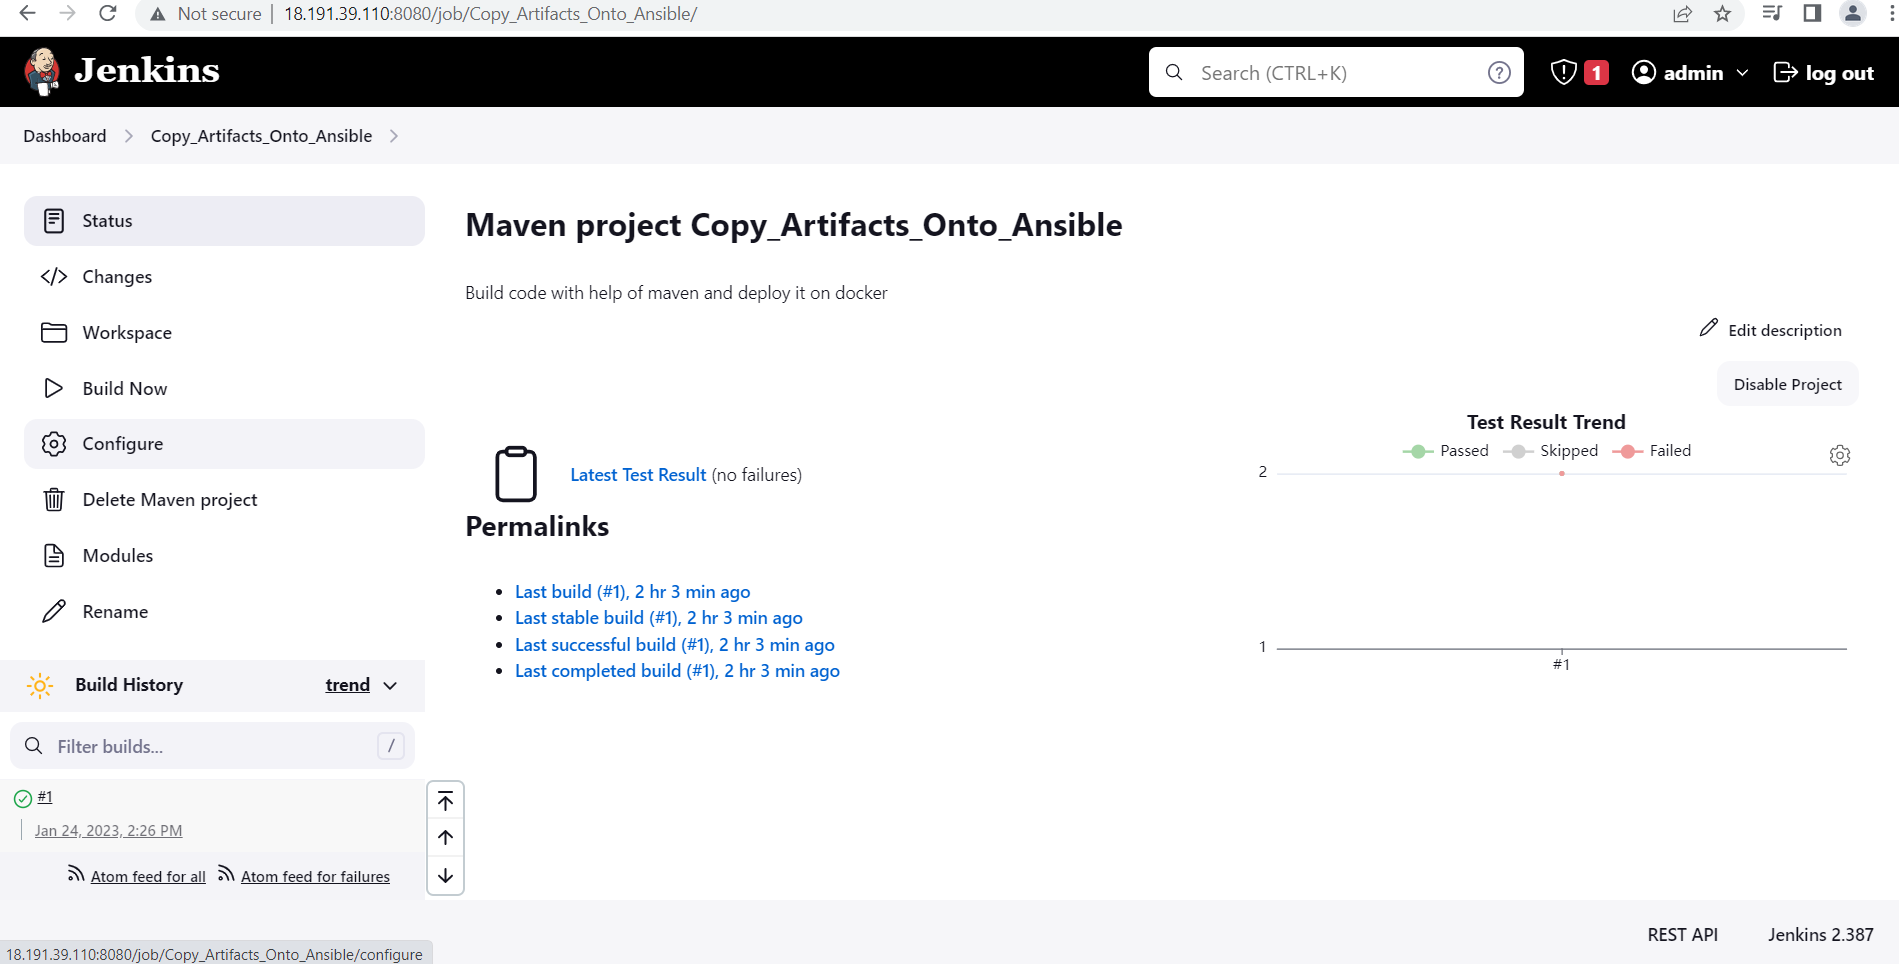 Not secure | 18.191.39.110:8080/job/Copy_Artifacts_Onto_Ansible/
Jenkins
Search (CTRL+K)
?
1
admin
log out
Dashboard
Copy_Artifacts_Onto_Ansible
Status
Changes
Workspace
Build Now
Configure
Delete Maven project
Modules
Rename
Build History
trend
Filter builds...
/
#1
Jan 24, 2023, 2:26 PM
Atom feed for all
Atom feed for failures
Maven project Copy_Artifacts_Onto_Ansible
Build code with help of maven and deploy it on docker
Edit description
Disable Project
Latest Test Result (no failures)
Permalinks
Last build (#1), 2 hr 3 min ago
Last stable build (#1), 2 hr 3 min ago
Last successful build (#1), 2 hr 3 min ago
Last completed build (#1), 2 hr 3 min ago
Test Result Trend
Passed Skipped Failed
2
1
#1
REST API
Jenkins 2.387
18.191.39.110:8080/job/Copy_Artifacts_Onto_Ansible/configure